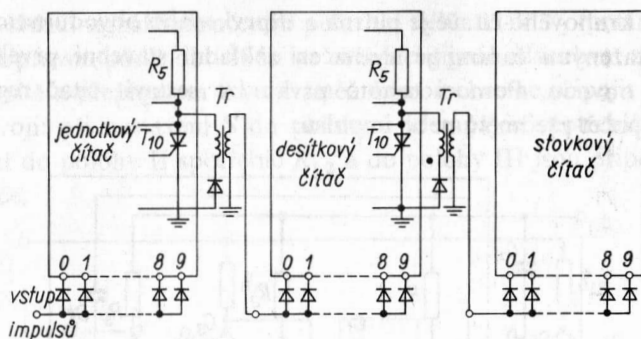 R5
Tr
jednotkový
čítač
T10
0 1 8 9
vstup
impulsů
R5
Tr
desítkový
čítač
T10
0 1 8 9
stovkový
čítač
0 1 8 9